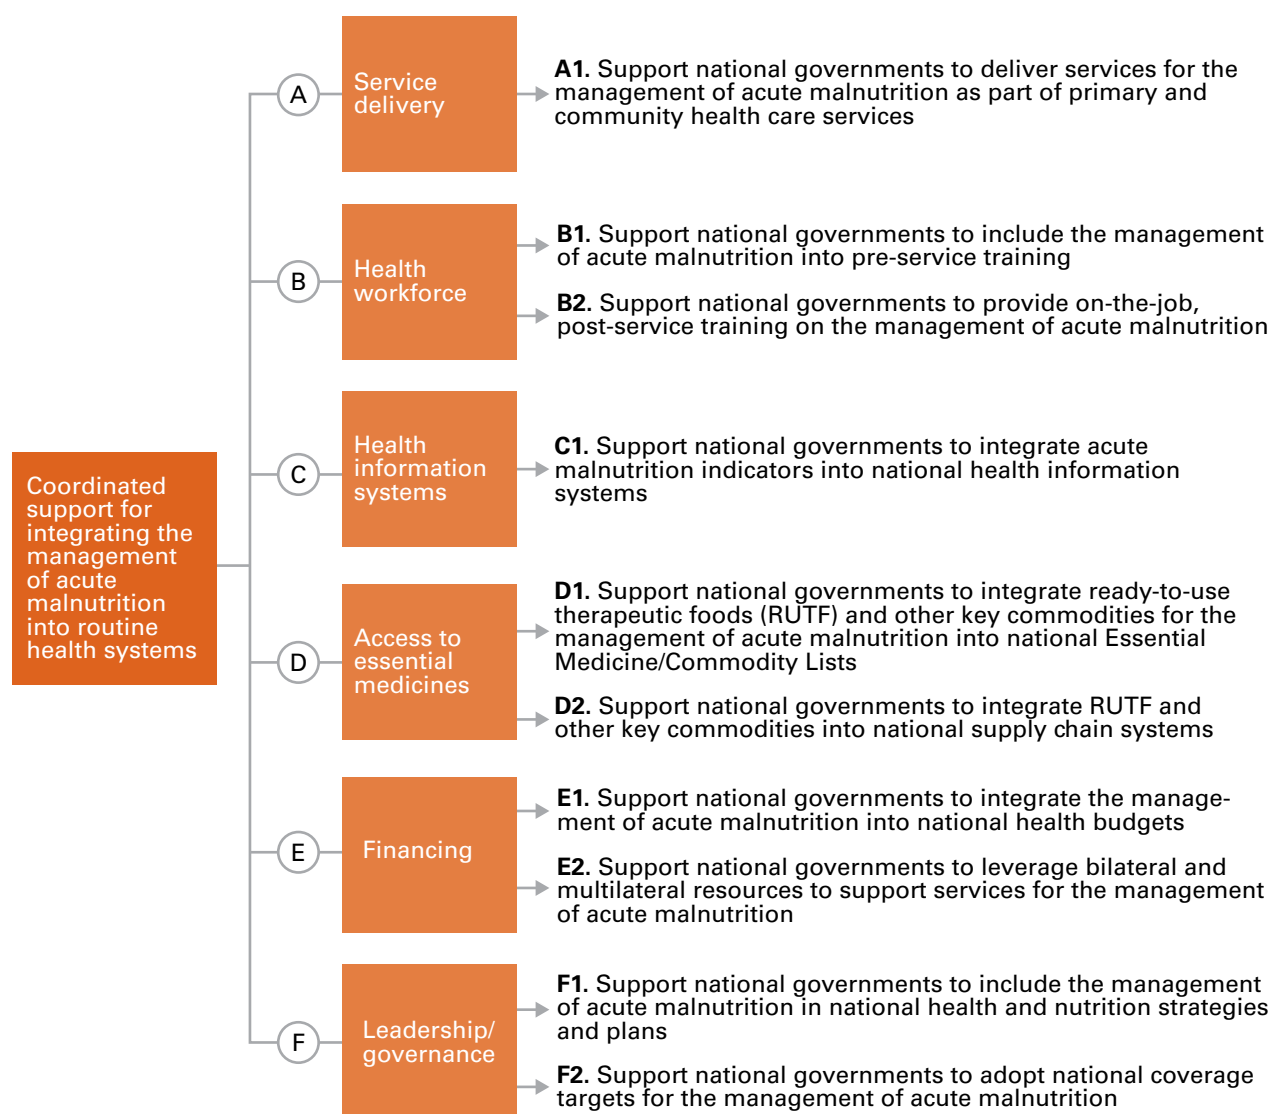 Coordinated
support for
integrating the
management
of acute
malnutrition
into routine
health systems
A
Service
delivery
A1. Support national governments to deliver services for the
management of acute malnutrition as part of primary and
community health care services
B
Health
workforce
B1. Support national governments to include the management
of acute malnutrition into pre-service training
B2. Support national governments to provide on-the-job,
post-service training on the management of acute malnutrition
C
Health
information
systems
C1. Support national governments to integrate acute
malnutrition indicators into national health information
systems
D
Access to
essential
medicines
D1. Support national governments to integrate ready-to-use
therapeutic foods (RUTF) and other key commodities for the
management of acute malnutrition into national Essential
Medicine/Commodity Lists
D2. Support national governments to integrate RUTF and
other key commodities into national supply chain systems
E
Financing
E1. Support national governments to integrate the manage-
ment of acute malnutrition into national health budgets
E2. Support national governments to leverage bilateral and
multilateral resources to support services for the management
of acute malnutrition
F
Leadership/
governance
F1. Support national governments to include the management
of acute malnutrition in national health and nutrition strategies
and plans
F2. Support national governments to adopt national coverage
targets for the management of acute malnutrition